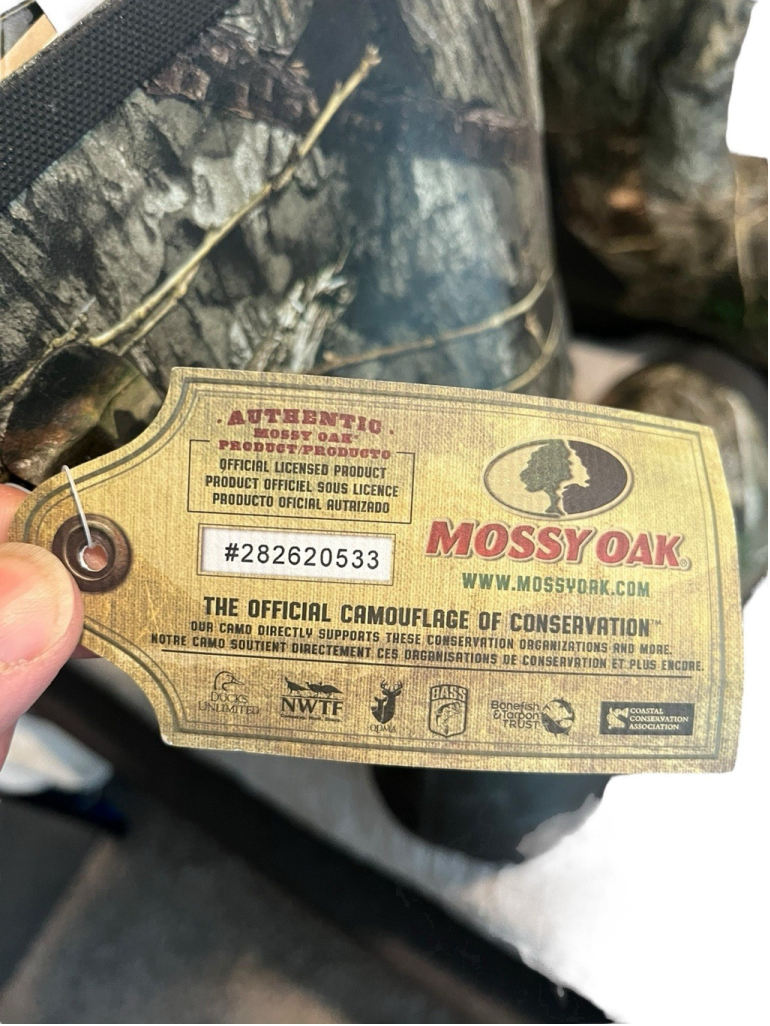 AUTHENTIC
MOSSY OAK®
PRODUCT/PRODUCTO
OFFICIAL LICENSED PRODUCT
PRODUCT OFFICIEL SOUS LICENCE
PRODUCTO OFICIAL AUTRIZADO
#282620533
MOSSY OAK®
WWW.MOSSYOAK.COM
THE OFFICIAL CAMOUFLAGE OF CONSERVATION™
OUR CAMO DIRECTLY SUPPORTS THESE CONSERVATION ORGANIZATIONS AND MORE.
NOTRE CAMO SOUTIENT DIRECTEMENT CES ORGANISATIONS DE CONSERVATION ET PLUS ENCORE.
DUCKS
UNLIMITED
NWTF
QDMA
BASS
Bonefish
& Tarpon
TRUST
COASTAL
CONSERVATION
ASSOCIATION